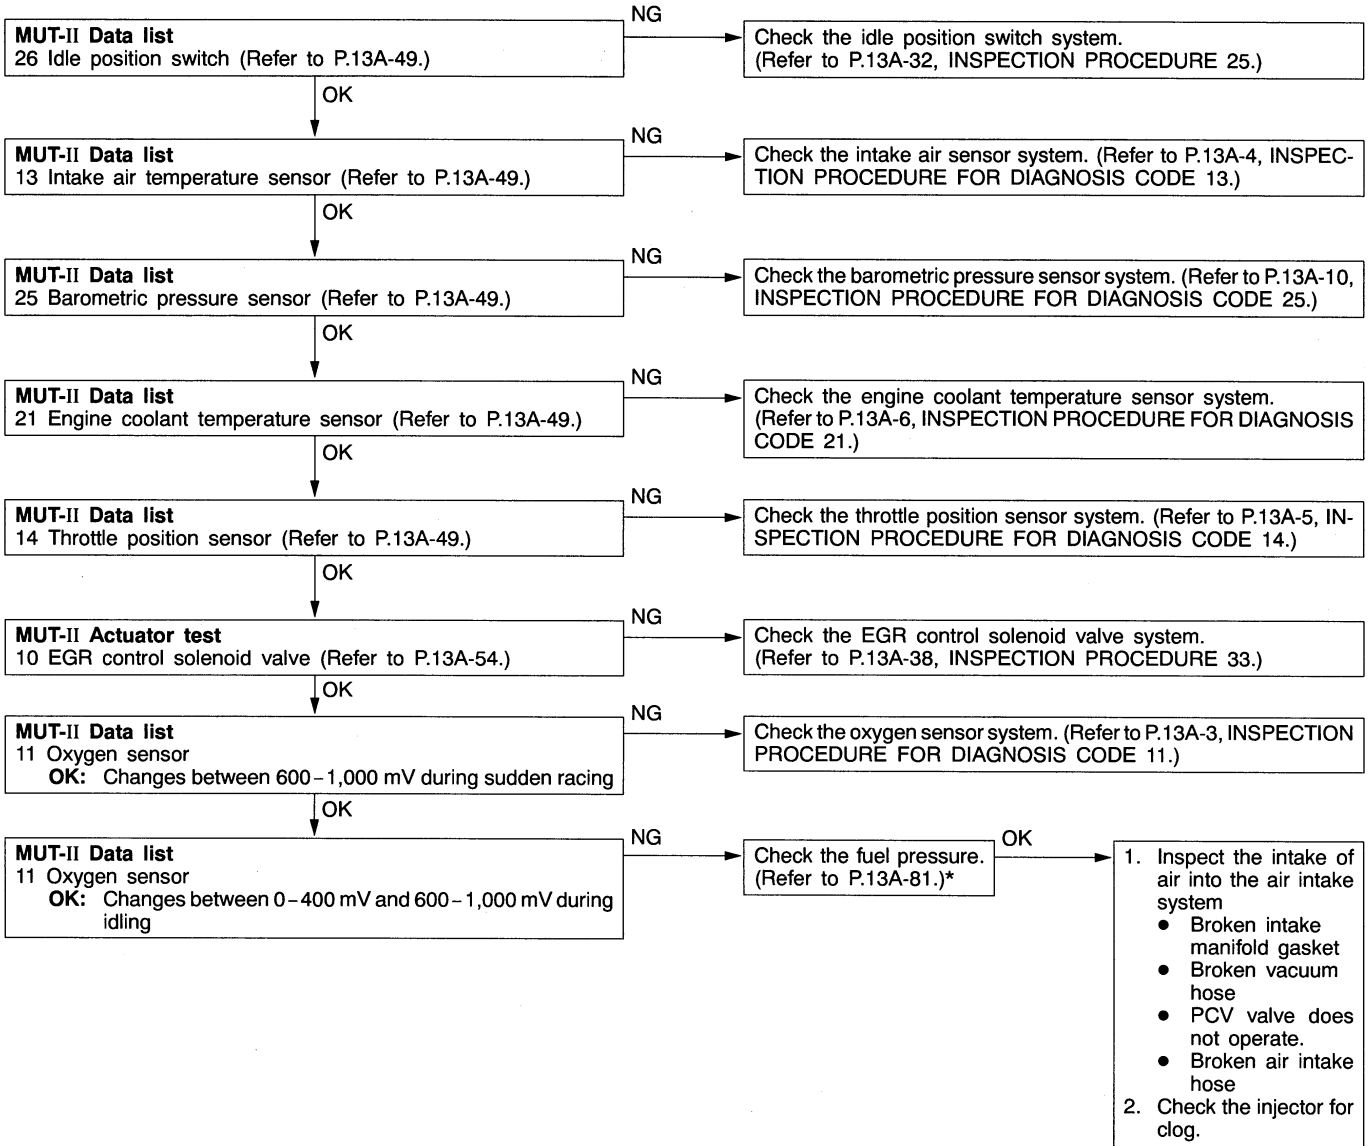 MUT-II Data list
26 Idle position switch (Refer to P.13A-49.)
NG
Check the idle position switch system.
(Refer to P.13A-32, INSPECTION PROCEDURE 25.)
OK
MUT-II Data list
13 Intake air temperature sensor (Refer to P.13A-49.)
NG
Check the intake air sensor system. (Refer to P.13A-4, INSPEC-
TION PROCEDURE FOR DIAGNOSIS CODE 13.)
OK
MUT-II Data list
25 Barometric pressure sensor (Refer to P.13A-49.)
NG
Check the barometric pressure sensor system. (Refer to P.13A-10,
INSPECTION PROCEDURE FOR DIAGNOSIS CODE 25.)
OK
MUT-II Data list
21 Engine coolant temperature sensor (Refer to P.13A-49.)
NG
Check the engine coolant temperature sensor system.
(Refer to P.13A-6, INSPECTION PROCEDURE FOR DIAGNOSIS
CODE 21.)
OK
MUT-II Data list
14 Throttle position sensor (Refer to P.13A-49.)
NG
Check the throttle position sensor system. (Refer to P.13A-5, IN-
SPECTION PROCEDURE FOR DIAGNOSIS CODE 14.)
OK
MUT-II Actuator test
10 EGR control solenoid valve (Refer to P.13A-54.)
NG
Check the EGR control solenoid valve system.
(Refer to P.13A-38, INSPECTION PROCEDURE 33.)
OK
MUT-II Data list
11 Oxygen sensor
OK: Changes between 600–1,000 mV during sudden racing
NG
Check the oxygen sensor system. (Refer to P.13A-3, INSPECTION
PROCEDURE FOR DIAGNOSIS CODE 11.)
OK
MUT-II Data list
11 Oxygen sensor
OK: Changes between 0–400 mV and 600–1,000 mV during
idling
NG
Check the fuel pressure.
(Refer to P.13A-81.)*
OK
1. Inspect the intake of
air into the air intake
system
● Broken intake
manifold gasket
● Broken vacuum
hose
● PCV valve does
not operate.
● Broken air intake
hose
2. Check the injector for
clog.